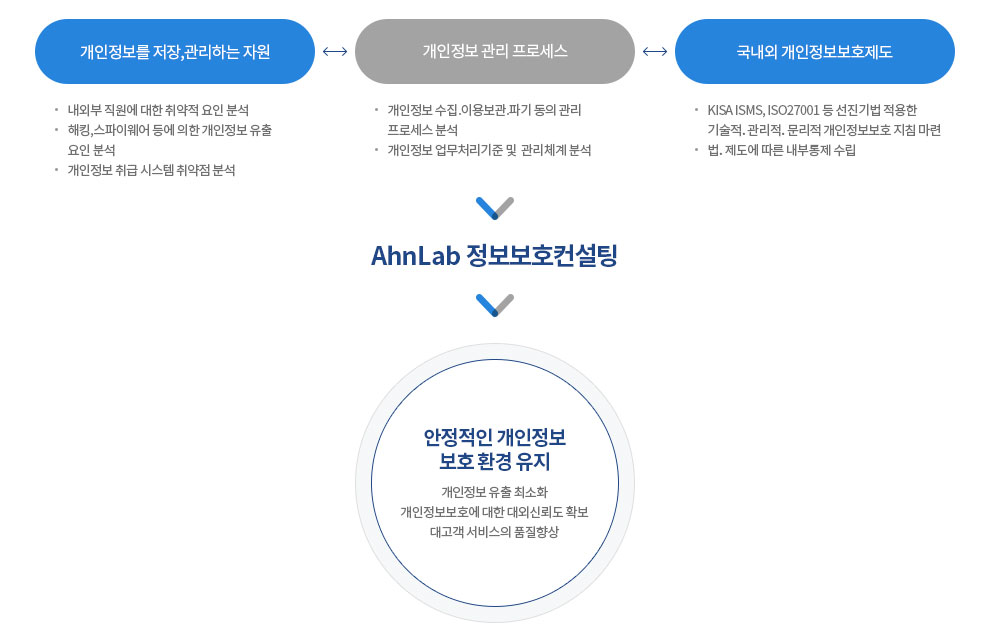 개인정보를 저장,관리하는 자원
개인정보 관리 프로세스
국내외 개인정보보호제도
• 내외부 직원에 대한 취약적 요인 분석
• 해킹,스파이웨어 등에 의한 개인정보 유출
요인 분석
• 개인정보 취급 시스템 취약점 분석
• 개인정보 수집.이용보관.파기 동의 관리
프로세스 분석
• 개인정보 업무처리기준 및 관리체계 분석
• KISA ISMS, ISO27001 등 선진기법 적용한
기술적. 관리적. 문리적 개인정보보호 지침 마련
• 법. 제도에 따른 내부통제 수립
AhnLab 정보보호컨설팅
안정적인 개인정보
보호 환경 유지
개인정보 유출 최소화
개인정보보호에 대한 대외신뢰도 확보
대고객 서비스의 품질향상